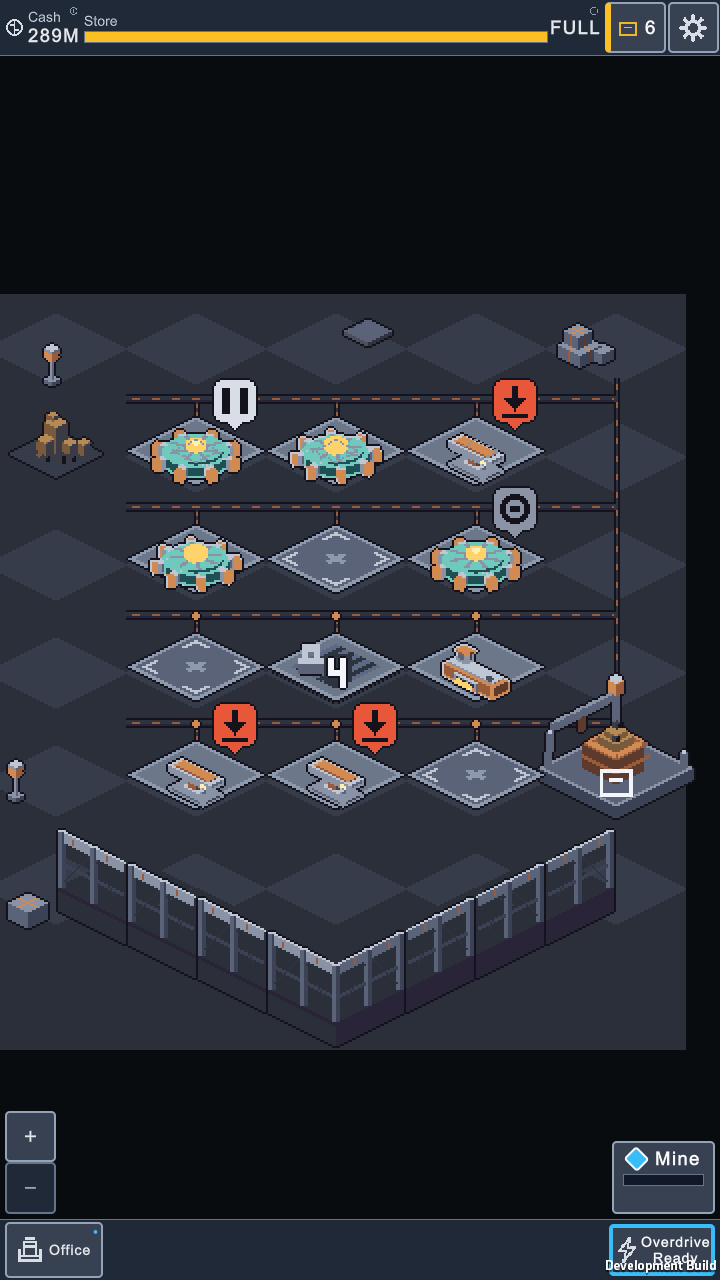 Cash
289M
Store
FULL
6
4
+
−
Mine
Office
Overdrive
Ready
Development Build